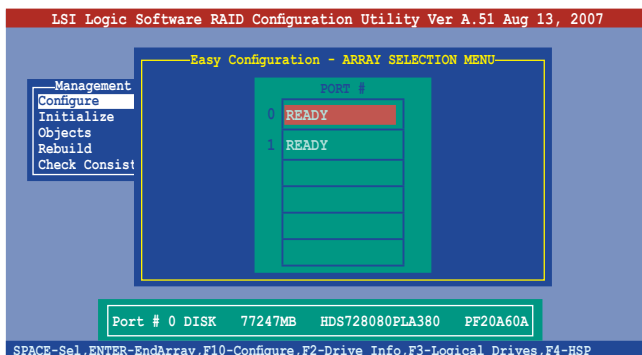 LSI Logic Software RAID Configuration Utility Ver A.51 Aug 13, 2007
Easy Configuration - ARRAY SELECTION MENU
Management
Configure
Initialize
Objects
Rebuild
Check Consist
PORT #
0 READY
1 READY
Port # 0 DISK 77247MB HDS728080PLA380 PF20A60A
SPACE-Sel,ENTER-EndArray,F10-Configure,F2-Drive Info,F3-Logical Drives,F4-HSP